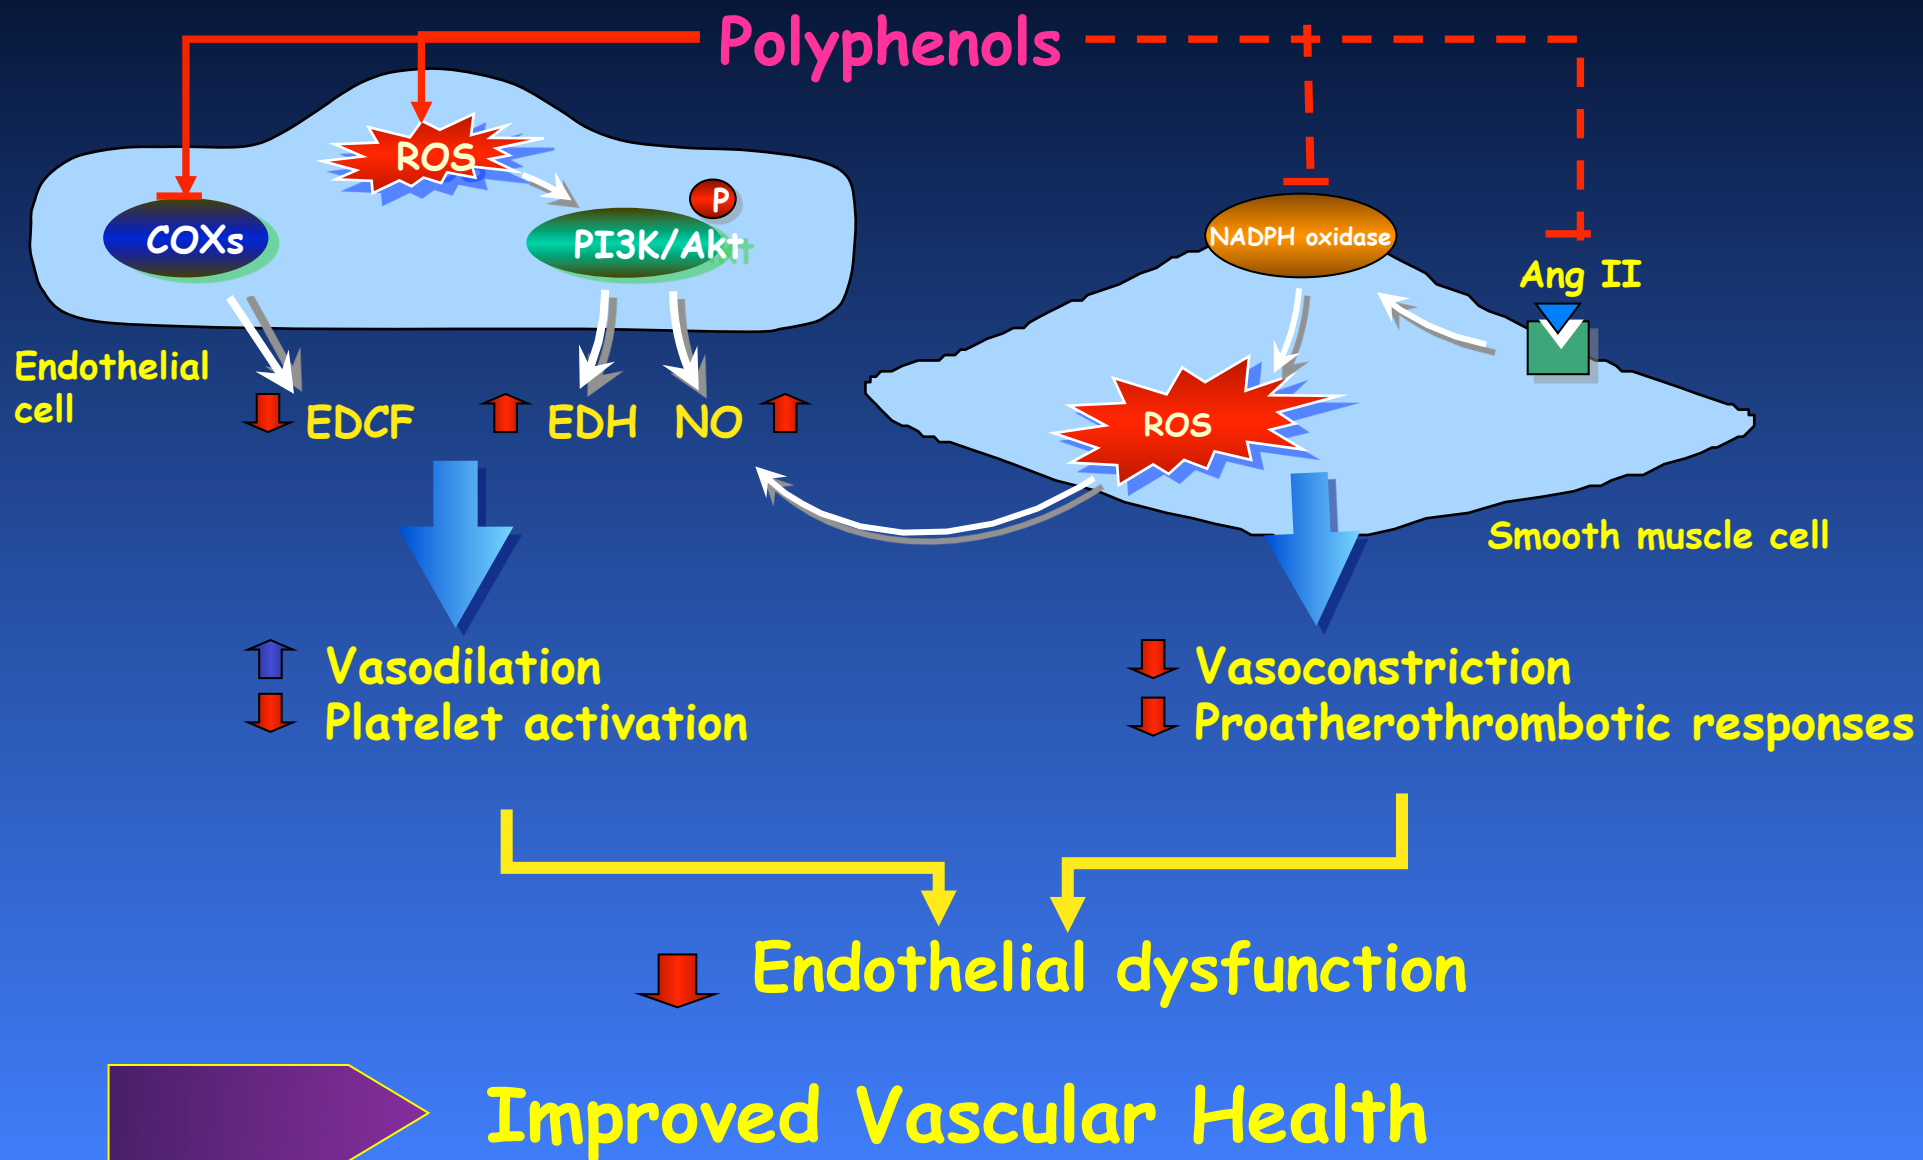 Polyphenols
ROS
P
COXs
PI3K/Akt
NADPH oxidase
Ang II
Endothelial
cell
EDCF
EDH
NO
ROS
Smooth muscle cell
Vasodilation
Platelet activation
Vasoconstriction
Proatherothrombotic responses
Endothelial dysfunction
Improved Vascular Health